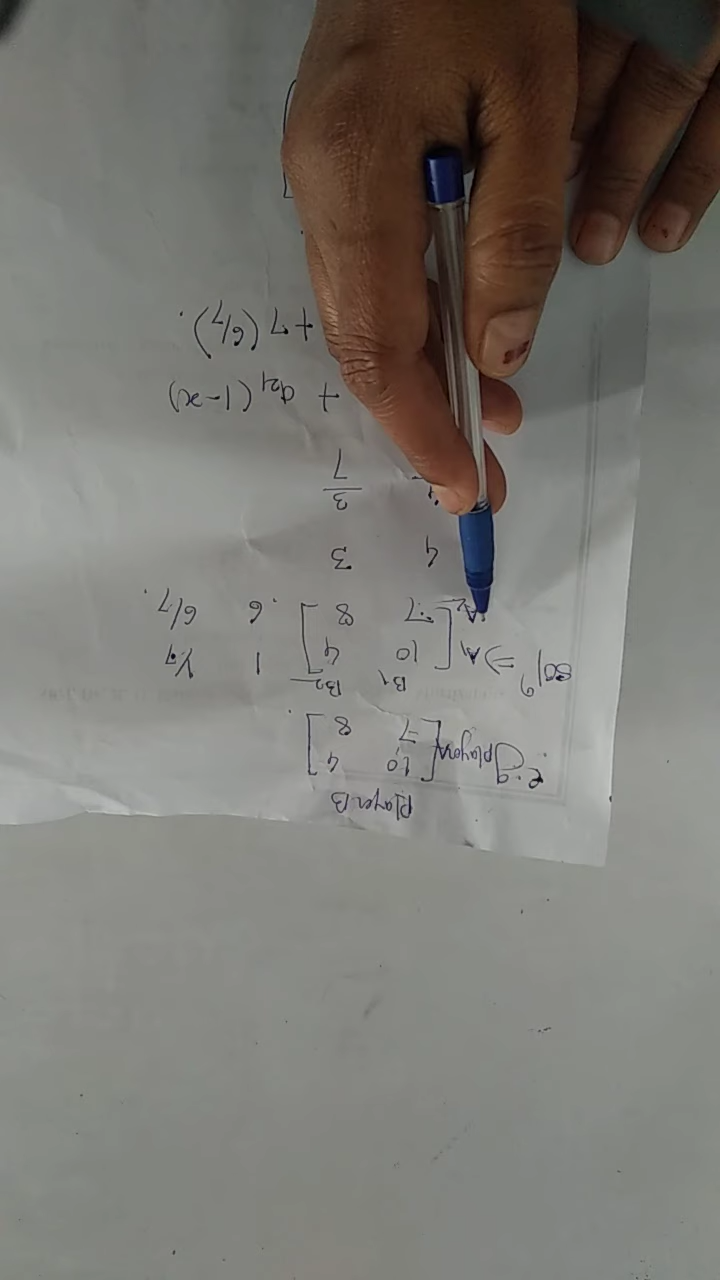 Player B
e.g. player A [ 10 4
7 8 ].
B1 B2
Sol9 => A1 [ 10 4 ] 1 1/7
A2 7 8 . 6 6/7.
4 3
3/7
+ a21 (1-x)
+ 7 (6/7).